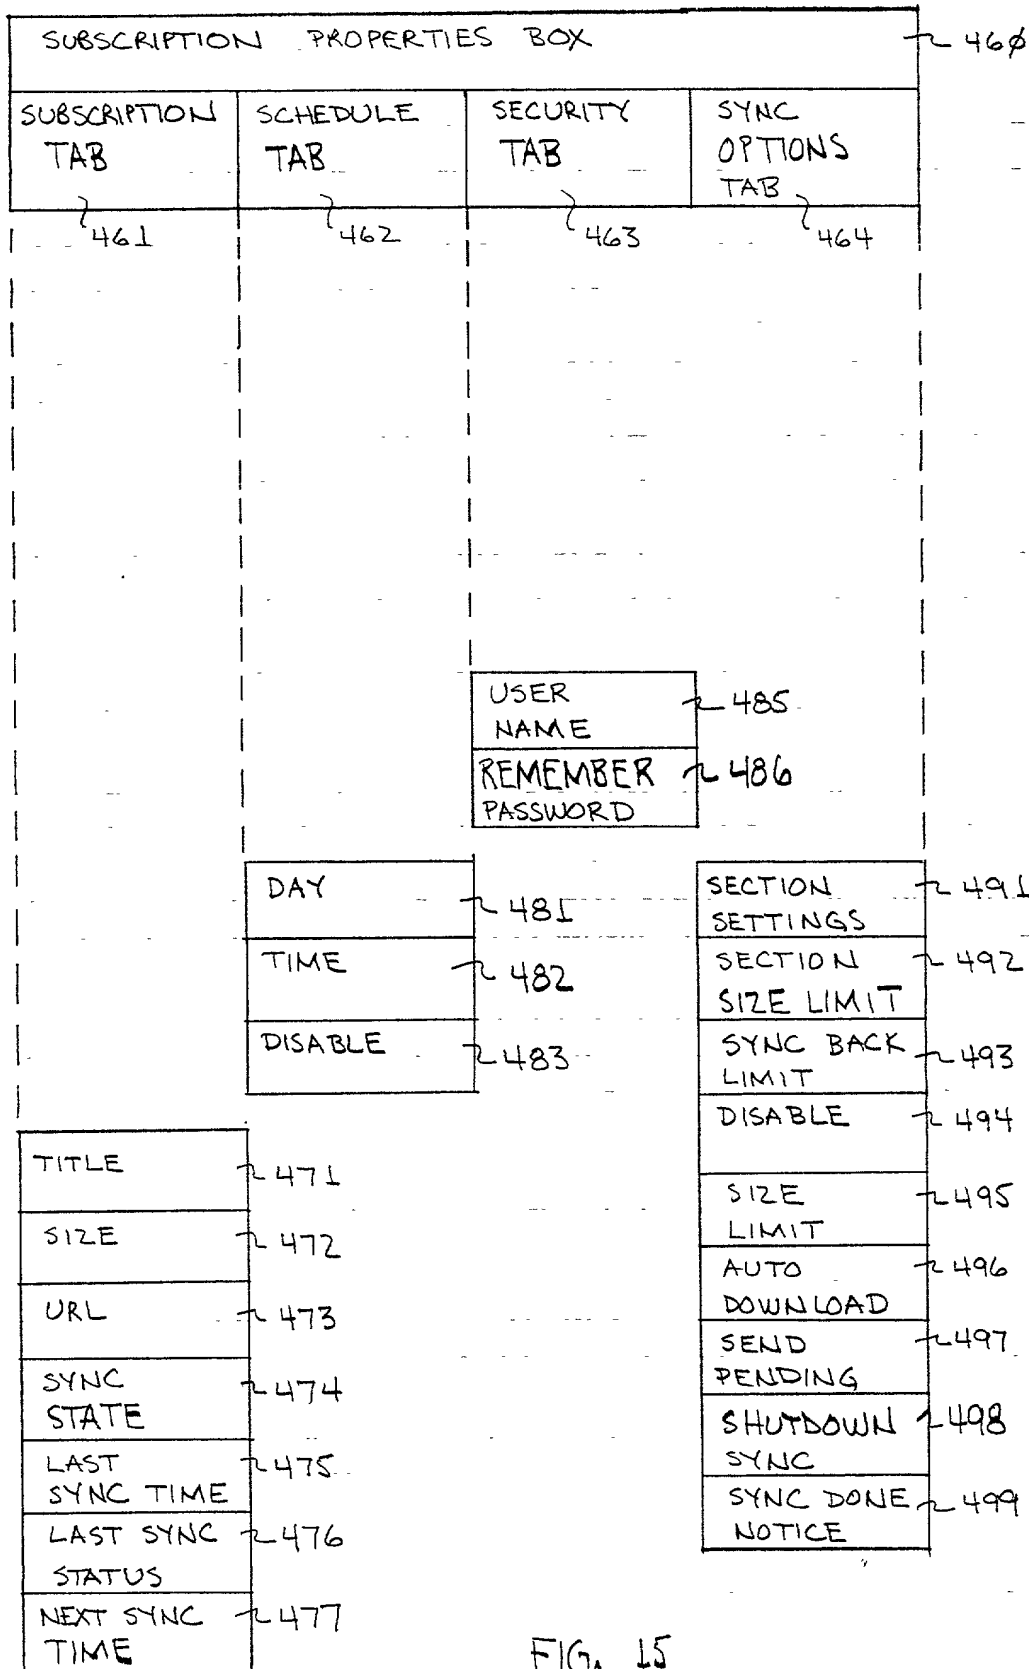 SUBSCRIPTION PROPERTIES BOX
460
SUBSCRIPTION
TAB
461
SCHEDULE
TAB
462
SECURITY
TAB
463
SYNC
OPTIONS
TAB
464
USER
NAME
485
REMEMBER
PASSWORD
486
DAY
481
TIME
482
DISABLE
483
SECTION
SETTINGS
491
SECTION
SIZE LIMIT
492
SYNC BACK
LIMIT
493
DISABLE
494
SIZE
LIMIT
495
AUTO
DOWNLOAD
496
SEND
PENDING
497
SHUTDOWN
SYNC
498
SYNC DONE
NOTICE
499
TITLE
471
SIZE
472
URL
473
SYNC
STATE
474
LAST
SYNC TIME
475
LAST SYNC
STATUS
476
NEXT SYNC
TIME
477
FIG. 15